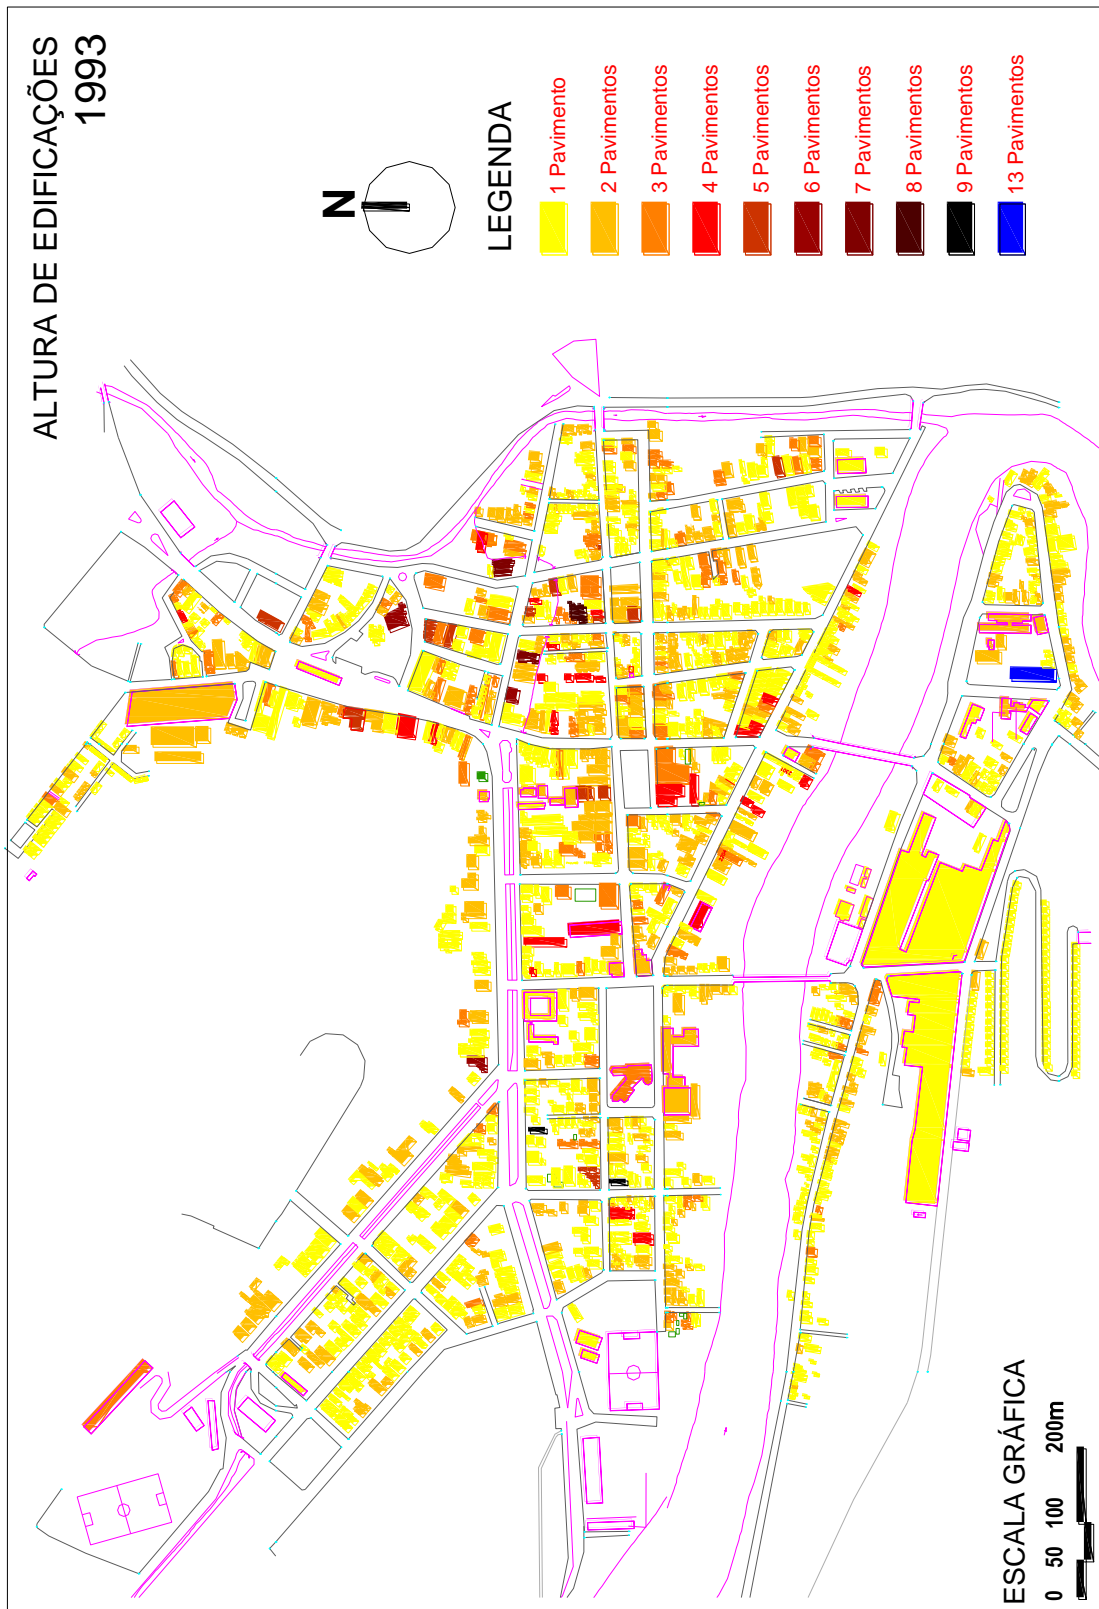 ALTURA DE EDIFICAÇÕES
1993
N
LEGENDA
1 Pavimento
2 Pavimentos
3 Pavimentos
4 Pavimentos
5 Pavimentos
6 Pavimentos
7 Pavimentos
8 Pavimentos
9 Pavimentos
13 Pavimentos
ESCALA GRÁFICA
0 50 100 200m